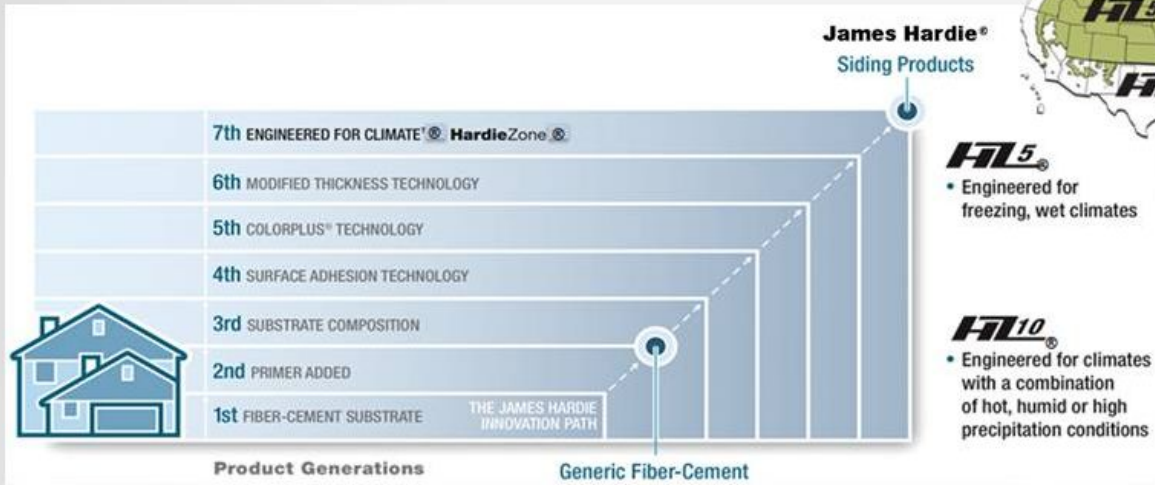 James Hardie®
Siding Products
7th ENGINEERED FOR CLIMATE® HardieZone®
6th MODIFIED THICKNESS TECHNOLOGY
5th COLORPLUS® TECHNOLOGY
4th SURFACE ADHESION TECHNOLOGY
3rd SUBSTRATE COMPOSITION
2nd PRIMER ADDED
1st FIBER-CEMENT SUBSTRATE
THE JAMES HARDIE
INNOVATION PATH
Product Generations
Generic Fiber-Cement
HZ5®
• Engineered for
freezing, wet climates
HZ10®
• Engineered for climates
with a combination
of hot, humid or high
precipitation conditions